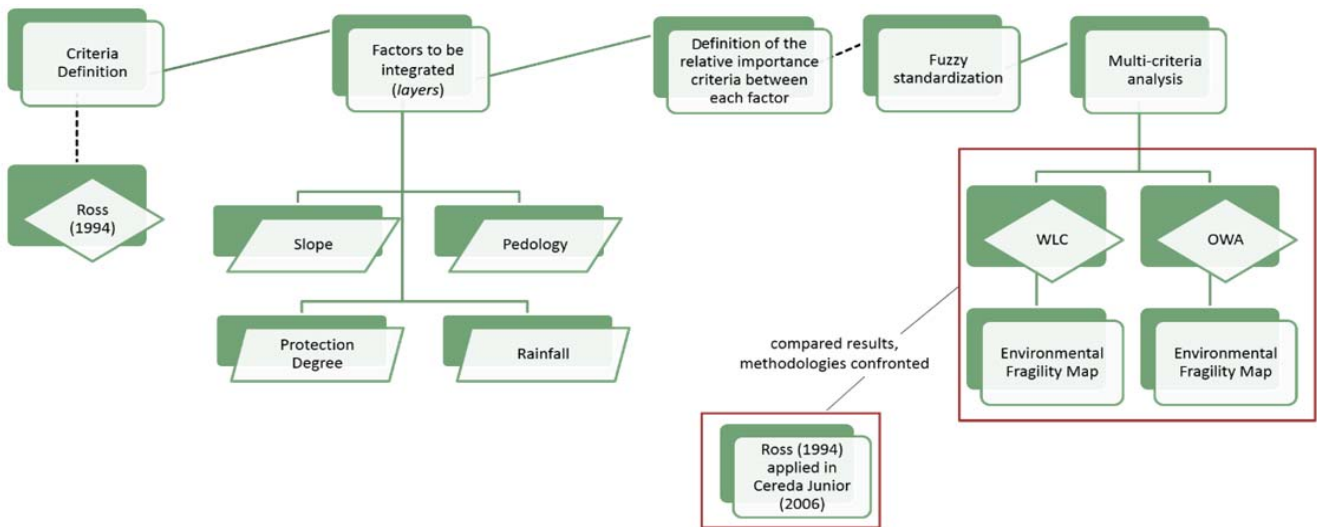 Criteria
Definition
Factors to be
integrated
(layers)
Definition of the
relative importance
criteria between
each factor
Fuzzy
standardization
Multi-criteria
analysis
Ross
(1994)
Slope
Pedology
Protection
Degree
Rainfall
WLC
OWA
Environmental
Fragility Map
Environmental
Fragility Map
compared results,
methodologies confronted
Ross (1994)
applied in
Cereda Junior
(2006)